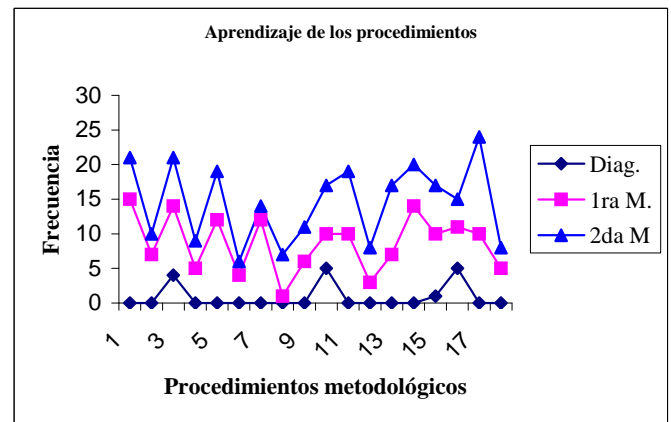 Aprendizaje de los procedimientos
30
25
20
15
10
5
0
Frecuencia
1
3
5
7
9
11
13
15
17
Procedimientos metodológicos
Diag.
1ra M.
2da M